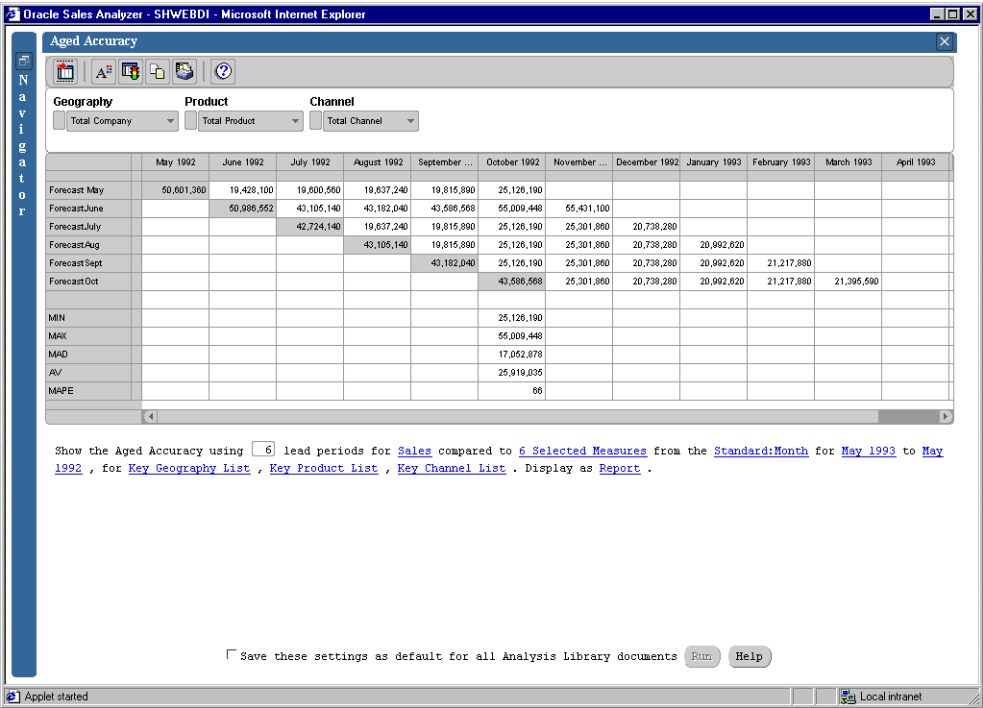 Oracle Sales Analyzer - SHWEBDI - Microsoft Internet Explorer
Navigator
Aged Accuracy
Geography Product Channel
Total Company Total Product Total Channel
May 1992 June 1992 July 1992 August 1992 September ... October 1992 November ... December 1992 January 1993 February 1993 March 1993 April 1993
Forecast May 50,601,360 19,428,100 19,600,560 19,637,240 19,815,890 25,126,190
ForecastJune 50,986,552 43,105,140 43,182,040 43,586,568 55,009,448 55,431,100
ForecastJuly 42,724,140 19,637,240 19,815,890 25,126,190 25,301,860 20,738,280
ForecastAug 43,105,140 19,815,890 25,126,190 25,301,860 20,738,280 20,992,620
ForecastSept 43,182,040 25,126,190 25,301,860 20,738,280 20,992,620 21,217,880
ForecastOct 43,586,568 25,301,860 20,738,280 20,992,620 21,217,880 21,395,590
MIN 25,126,190
MAX 55,009,448
MAD 17,052,878
AV 25,919,035
MAPE 66
Show the Aged Accuracy using 6 lead periods for Sales compared to 6 Selected Measures from the Standard:Month for May 1993 to May
1992 , for Key Geography List , Key Product List , Key Channel List . Display as Report .
Save these settings as default for all Analysis Library documents Run Help
Applet started Local intranet